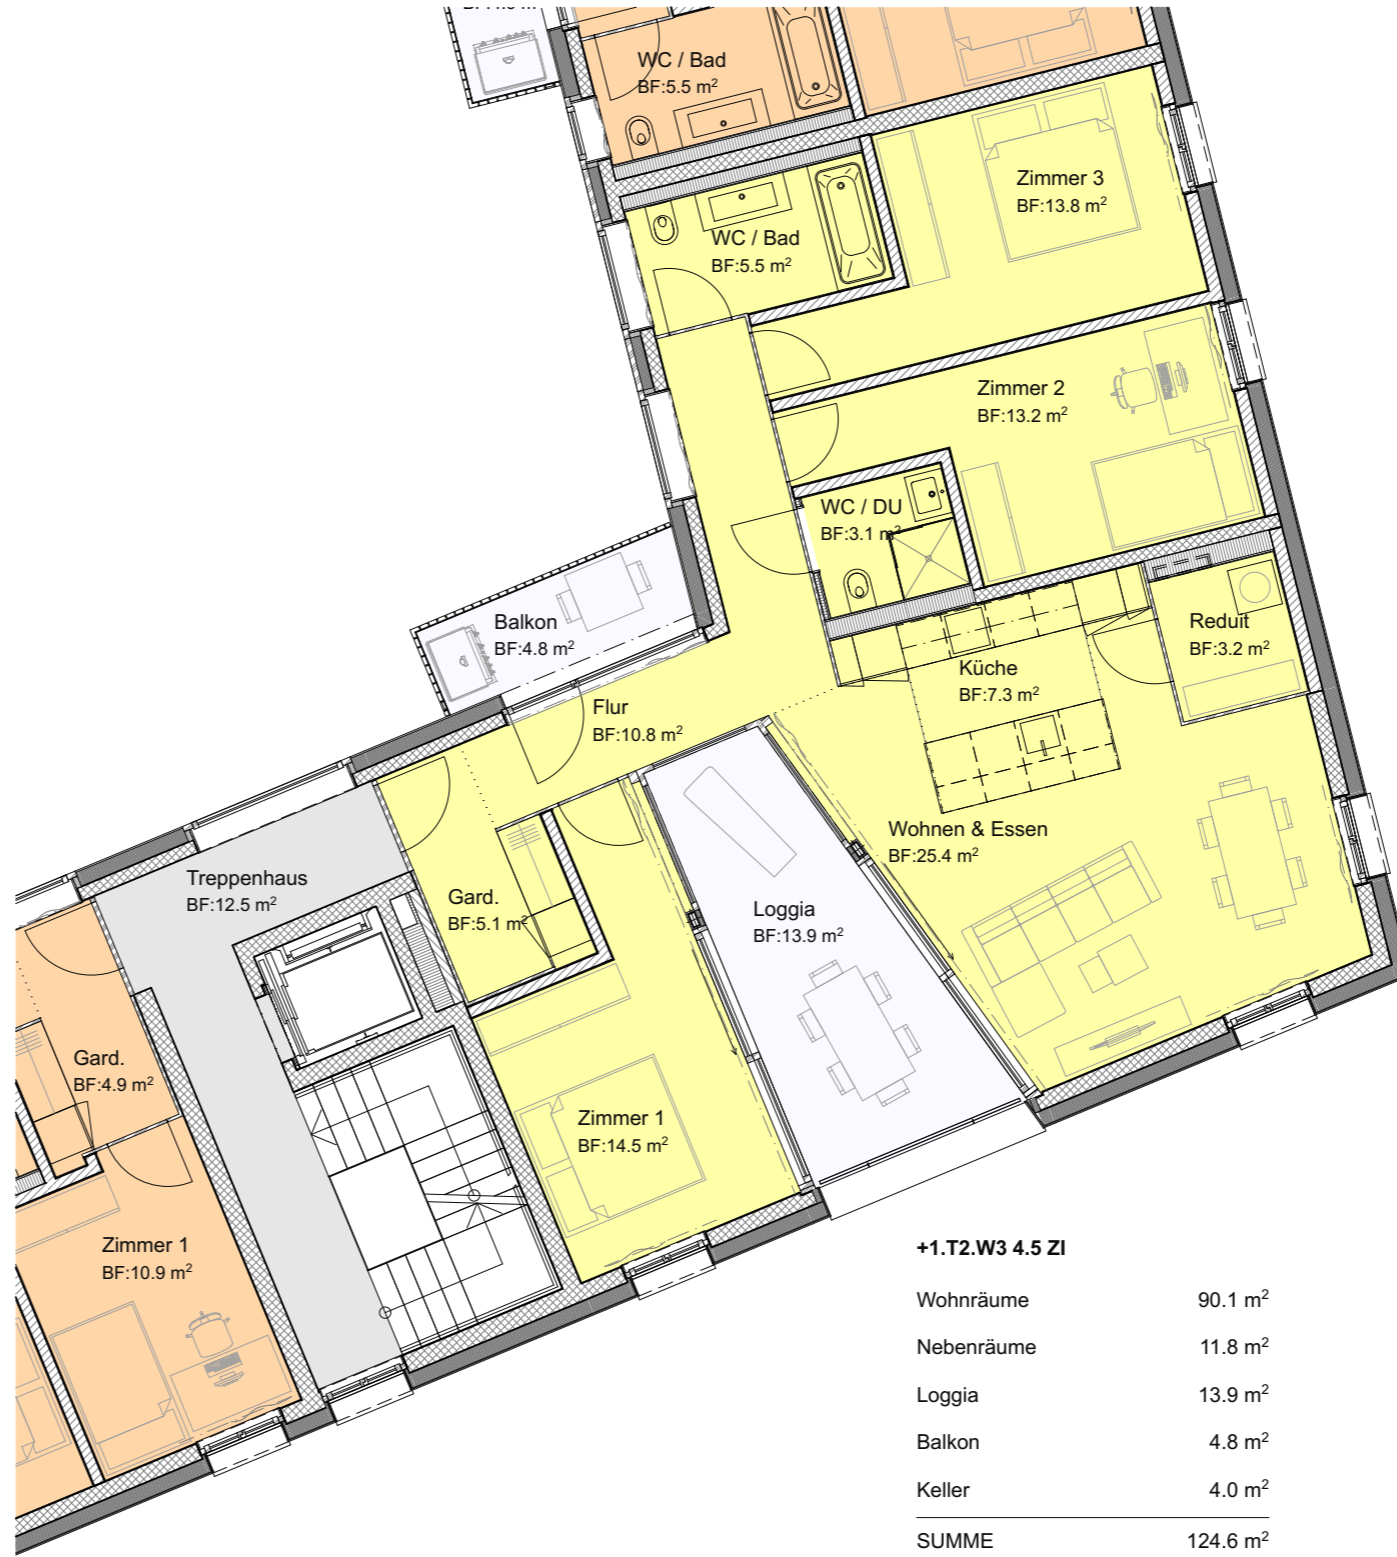 WC / Bad
BF:5.5 m²
Zimmer 3
BF:13.8 m²
WC / Bad
BF:5.5 m²
Zimmer 2
BF:13.2 m²
WC / DU
BF:3.1 m²
Balkon
BF:4.8 m²
Reduit
BF:3.2 m²
Küche
BF:7.3 m²
Flur
BF:10.8 m²
Wohnen & Essen
BF:25.4 m²
Treppenhaus
BF:12.5 m²
Gard.
BF:5.1 m²
Loggia
BF:13.9 m²
Gard.
BF:4.9 m²
Zimmer 1
BF:14.5 m²
Zimmer 1
BF:10.9 m²
+1.T2.W3 4.5 ZI
Wohnräume 90.1 m²
Nebenräume 11.8 m²
Loggia 13.9 m²
Balkon 4.8 m²
Keller 4.0 m²
SUMME 124.6 m²